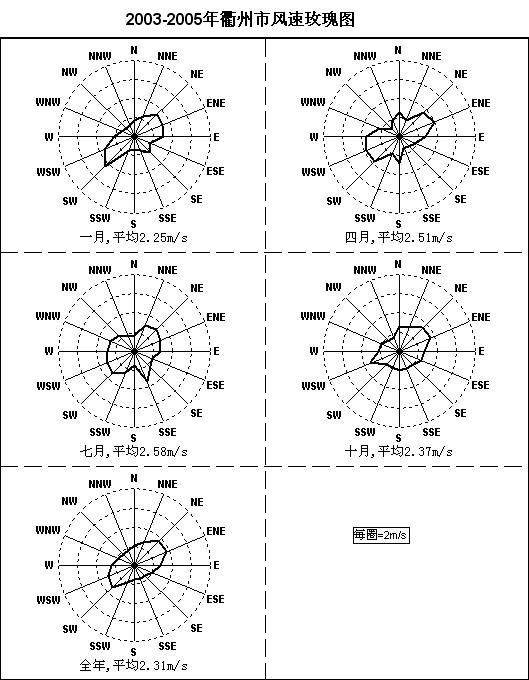 2003-2005年衢州市风速玫瑰图
N
NNW NNE
NW NE
WNW ENE
W E
WSW ESE
SW SE
SSW SSE
S
一月,平均2.25m/s
N
NNW NNE
NW NE
WNW ENE
W E
WSW ESE
SW SE
SSW SSE
S
四月,平均2.51m/s
N
NNW NNE
NW NE
WNW ENE
W E
WSW ESE
SW SE
SSW SSE
S
七月,平均2.58m/s
N
NNW NNE
NW NE
WNW ENE
W E
WSW ESE
SW SE
SSW SSE
S
十月,平均2.37m/s
N
NNW NNE
NW NE
WNW ENE
W E
WSW ESE
SW SE
SSW SSE
S
全年,平均2.31m/s
每圈=2m/s